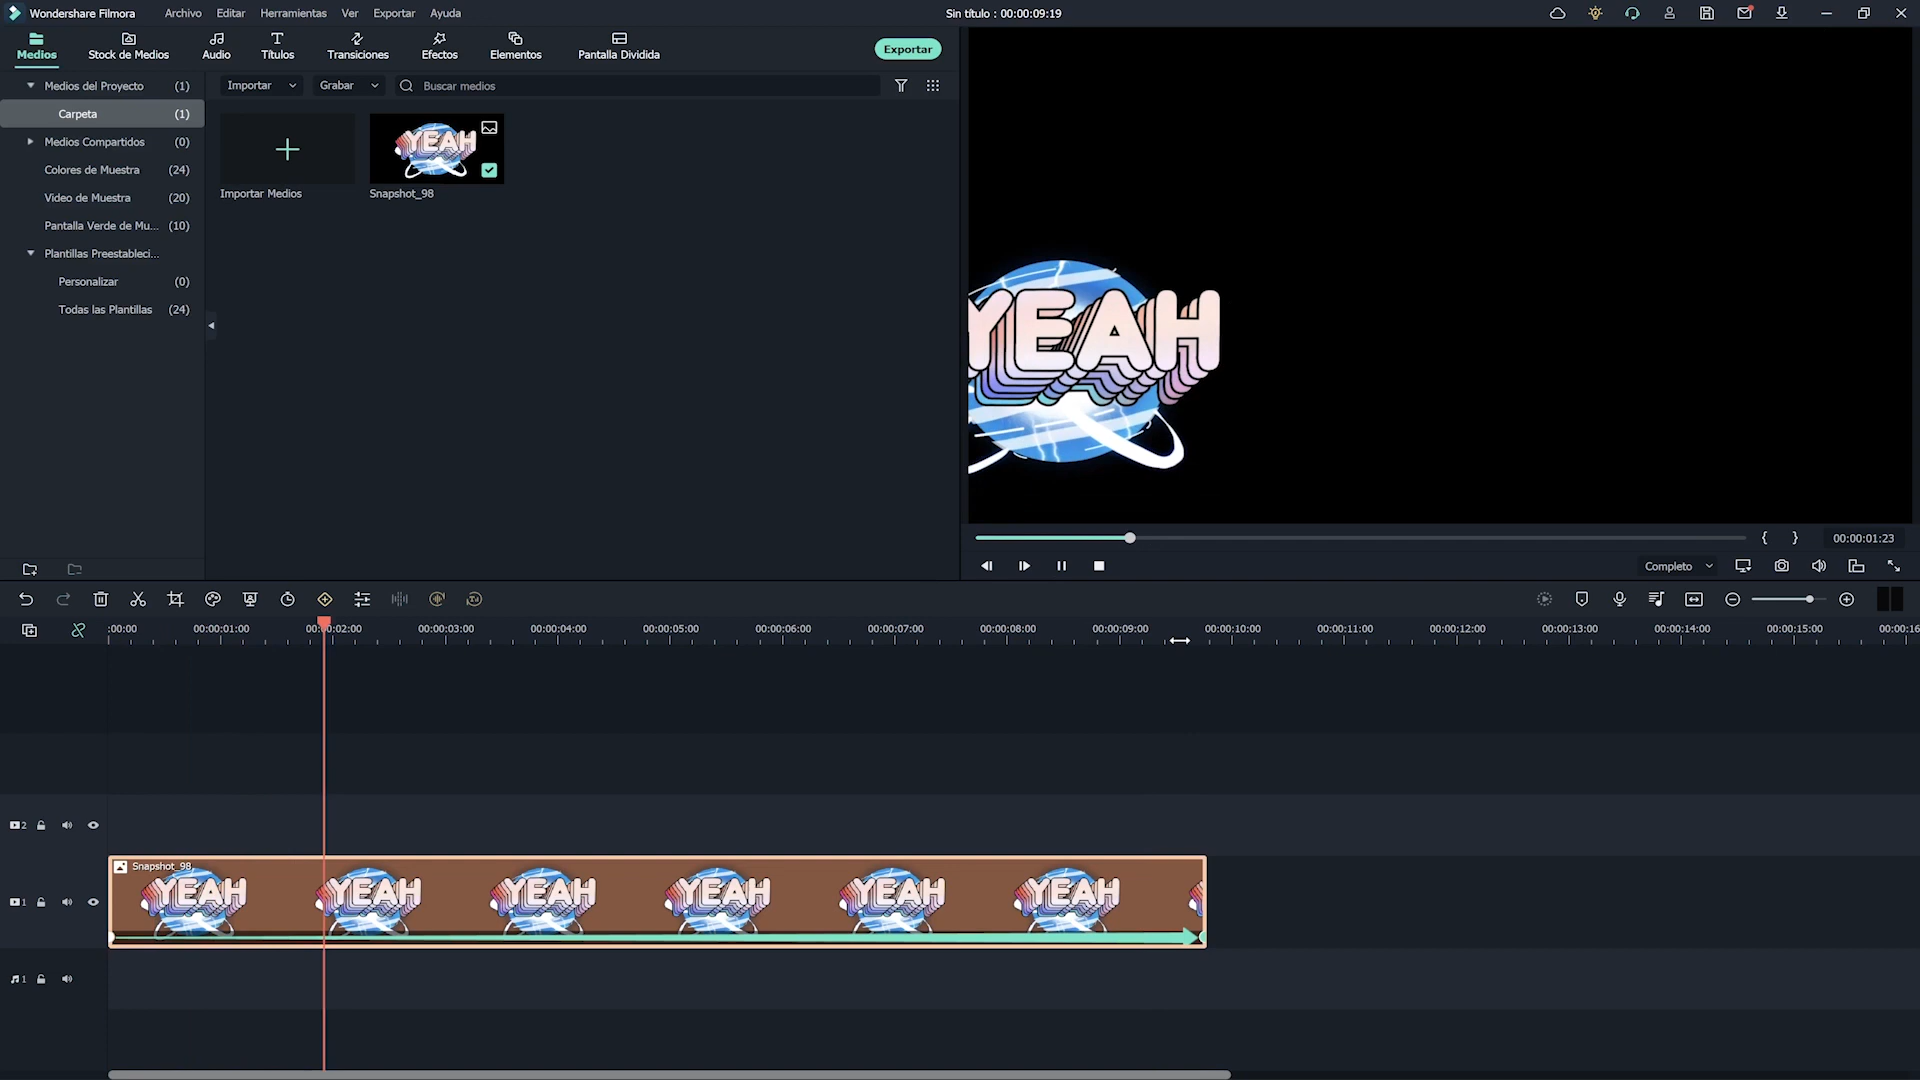 Wondershare Filmora
Archivo
Editar
Herramientas
Ver
Exportar
Ayuda
Sin título : 00:00:09:19
Medios
Stock de Medios
Audio
Títulos
Transiciones
Efectos
Elementos
Pantalla Dividida
Exportar
Medios del Proyecto (1)
Carpeta (1)
Medios Compartidos (0)
Colores de Muestra (24)
Video de Muestra (20)
Pantalla Verde de Mu... (10)
Plantillas Preestableci...
Personalizar (0)
Todas las Plantillas (24)
Importar
Grabar
Buscar medios
Importar Medios
YEAH
Snapshot_98
YEAH
{ }
00:00:01:23
Completo
:00:00
00:00:01:00
00:00:02:00
00:00:03:00
00:00:04:00
00:00:05:00
00:00:06:00
00:00:07:00
00:00:08:00
00:00:09:00
00:00:10:00
00:00:11:00
00:00:12:00
00:00:13:00
00:00:14:00
00:00:15:00
00:00:16
2
Snapshot_98
YEAH
YEAH
YEAH
YEAH
YEAH
YEAH
1
1